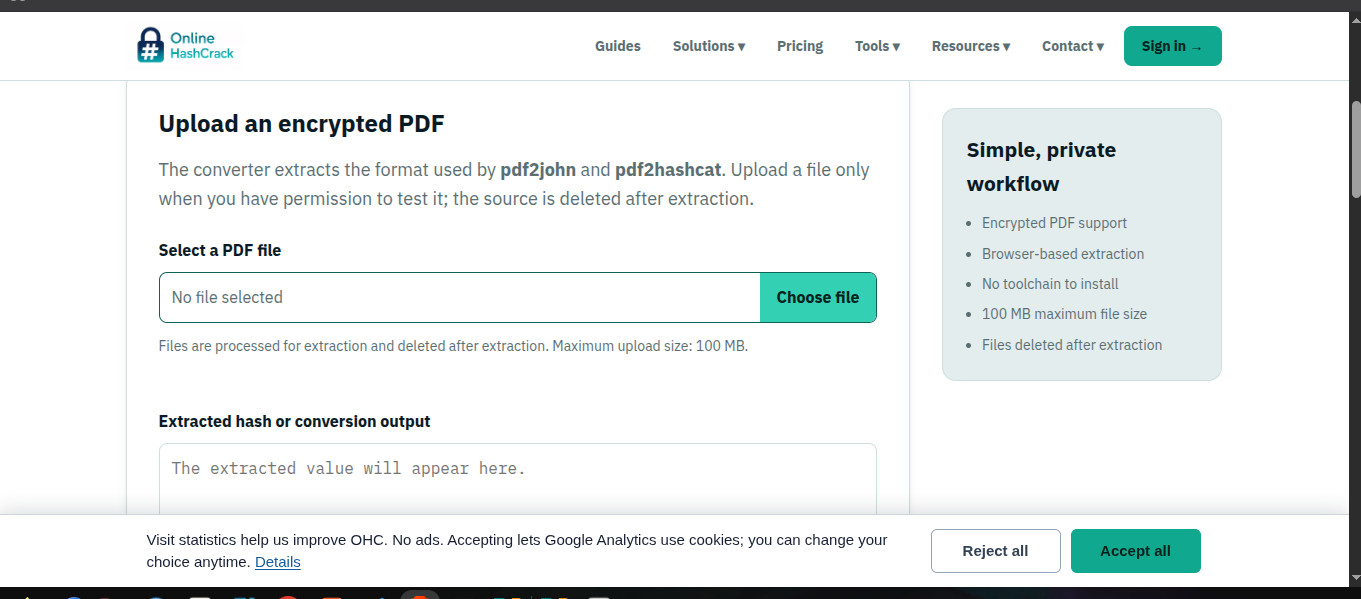 Online
HashCrack
Guides
Solutions ▾
Pricing
Tools ▾
Resources ▾
Contact ▾
Sign in →
Upload an encrypted PDF
The converter extracts the format used by pdf2john and pdf2hashcat. Upload a file only
when you have permission to test it; the source is deleted after extraction.
Select a PDF file
No file selected
Choose file
Files are processed for extraction and deleted after extraction. Maximum upload size: 100 MB.
Extracted hash or conversion output
The extracted value will appear here.
Simple, private
workflow
• Encrypted PDF support
• Browser-based extraction
• No toolchain to install
• 100 MB maximum file size
• Files deleted after extraction
Visit statistics help us improve OHC. No ads. Accepting lets Google Analytics use cookies; you can change your
choice anytime. Details
Reject all
Accept all